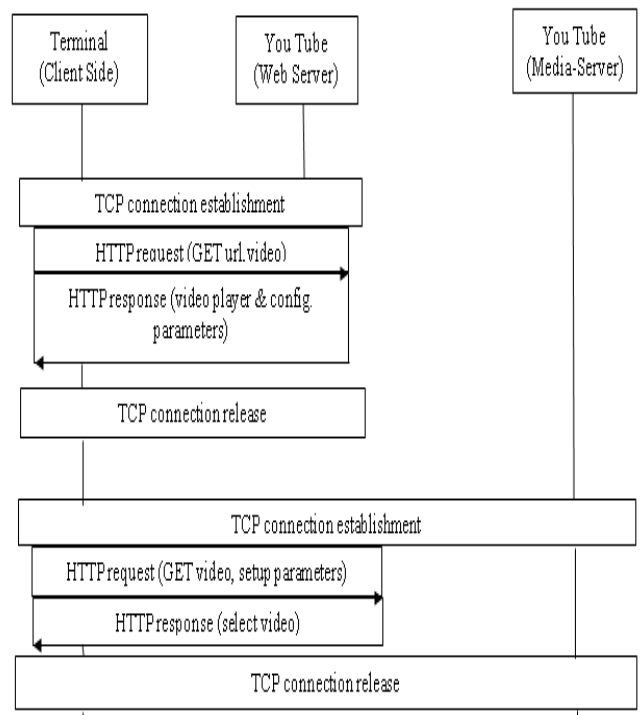 Terminal
(Client Side)
You Tube
(Web Server)
You Tube
(Media-Server)
TCP connection establishment
HTTP request (GET url.video)
HTTP response (video player & config.
parameters)
TCP connection release
TCP connection establishment
HTTP request (GET video, setup parameters)
HTTP response (select video)
TCP connection release